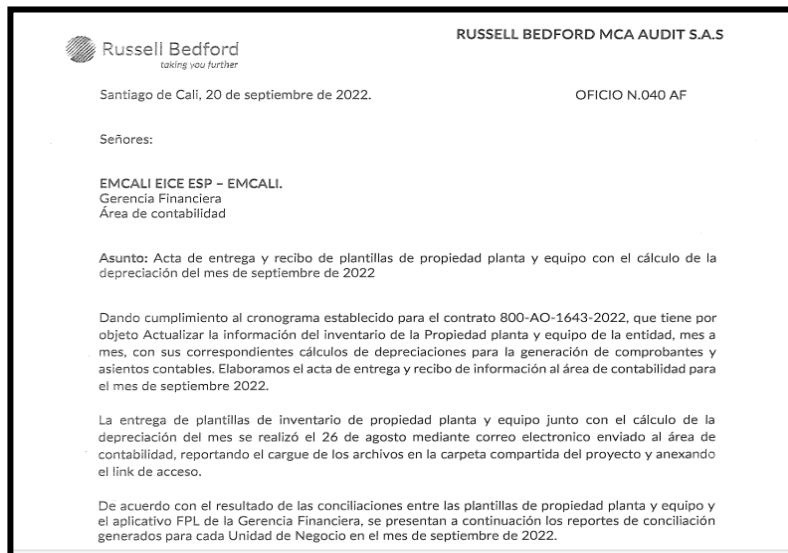 RUSSELL BEDFORD MCA AUDIT S.A.S
Russell Bedford
taking you further
Santiago de Cali, 20 de septiembre de 2022.
OFICIO N.040 AF
Señores:
EMCALI EICE ESP – EMCALI.
Gerencia Financiera
Área de contabilidad
Asunto: Acta de entrega y recibo de plantillas de propiedad planta y equipo con el cálculo de la
depreciación del mes de septiembre de 2022
Dando cumplimiento al cronograma establecido para el contrato 800-AO-1643-2022, que tiene por
objeto Actualizar la información del inventario de la Propiedad planta y equipo de la entidad, mes a
mes, con sus correspondientes cálculos de depreciaciones para la generación de comprobantes y
asientos contables. Elaboramos el acta de entrega y recibo de información al área de contabilidad para
el mes de septiembre 2022.
La entrega de plantillas de inventario de propiedad planta y equipo junto con el cálculo de la
depreciación del mes se realizó el 26 de agosto mediante correo electronico enviado al área de
contabilidad, reportando el cargue de los archivos en la carpeta compartida del proyecto y anexando
el link de acceso.
De acuerdo con el resultado de las conciliaciones entre las plantillas de propiedad planta y equipo y
el aplicativo FPL de la Gerencia Financiera, se presentan a continuación los reportes de conciliación
generados para cada Unidad de Negocio en el mes de septiembre de 2022.